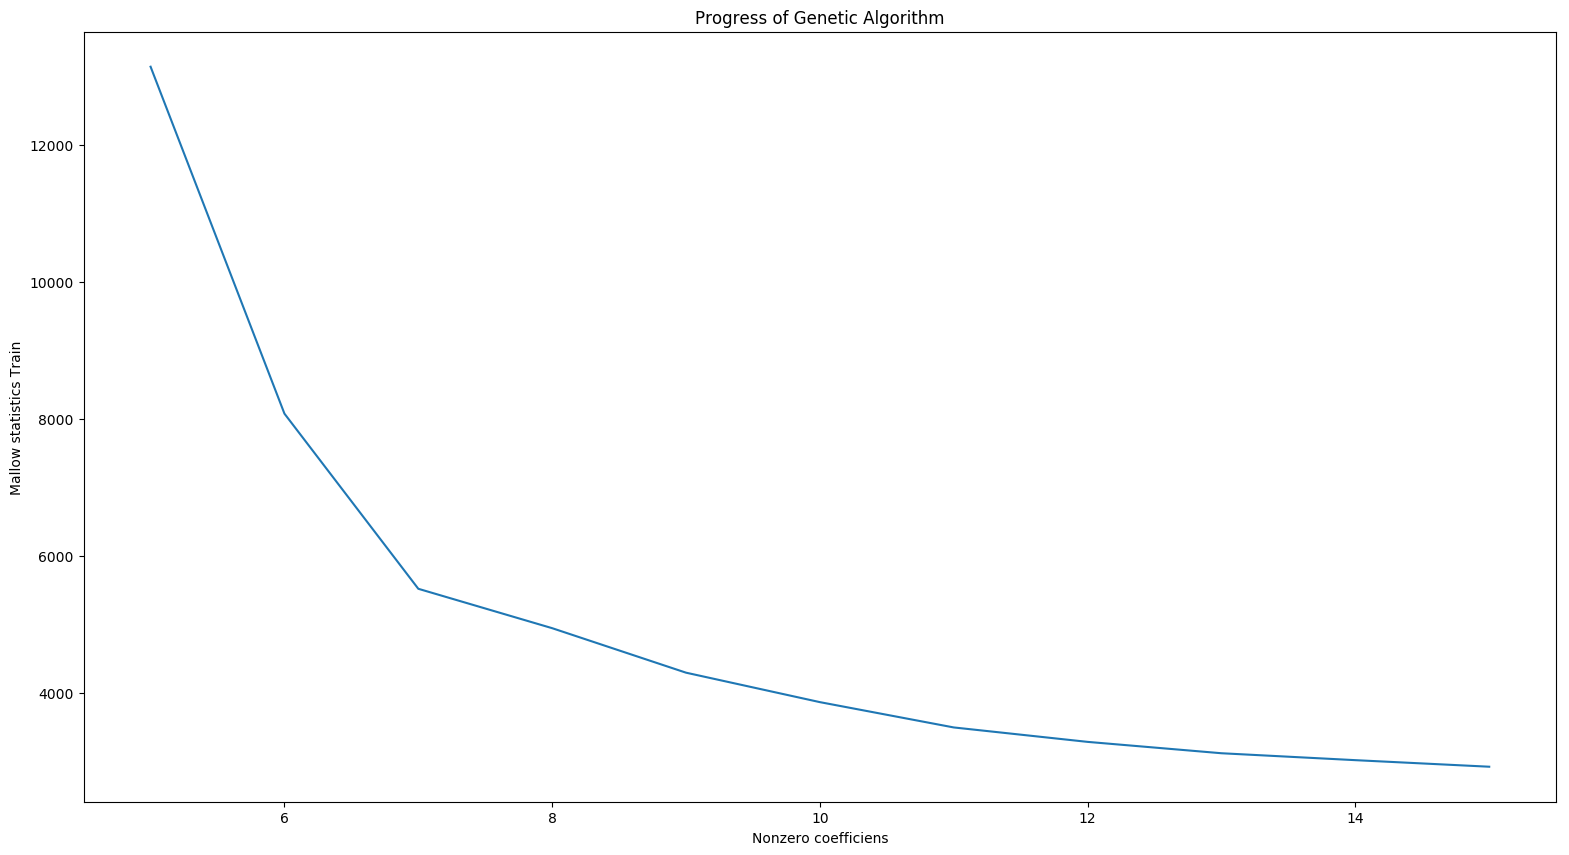 Progress of Genetic Algorithm
12000
10000
8000
6000
4000
Mallow statistics Train
6 8 10 12 14
Nonzero coefficiens